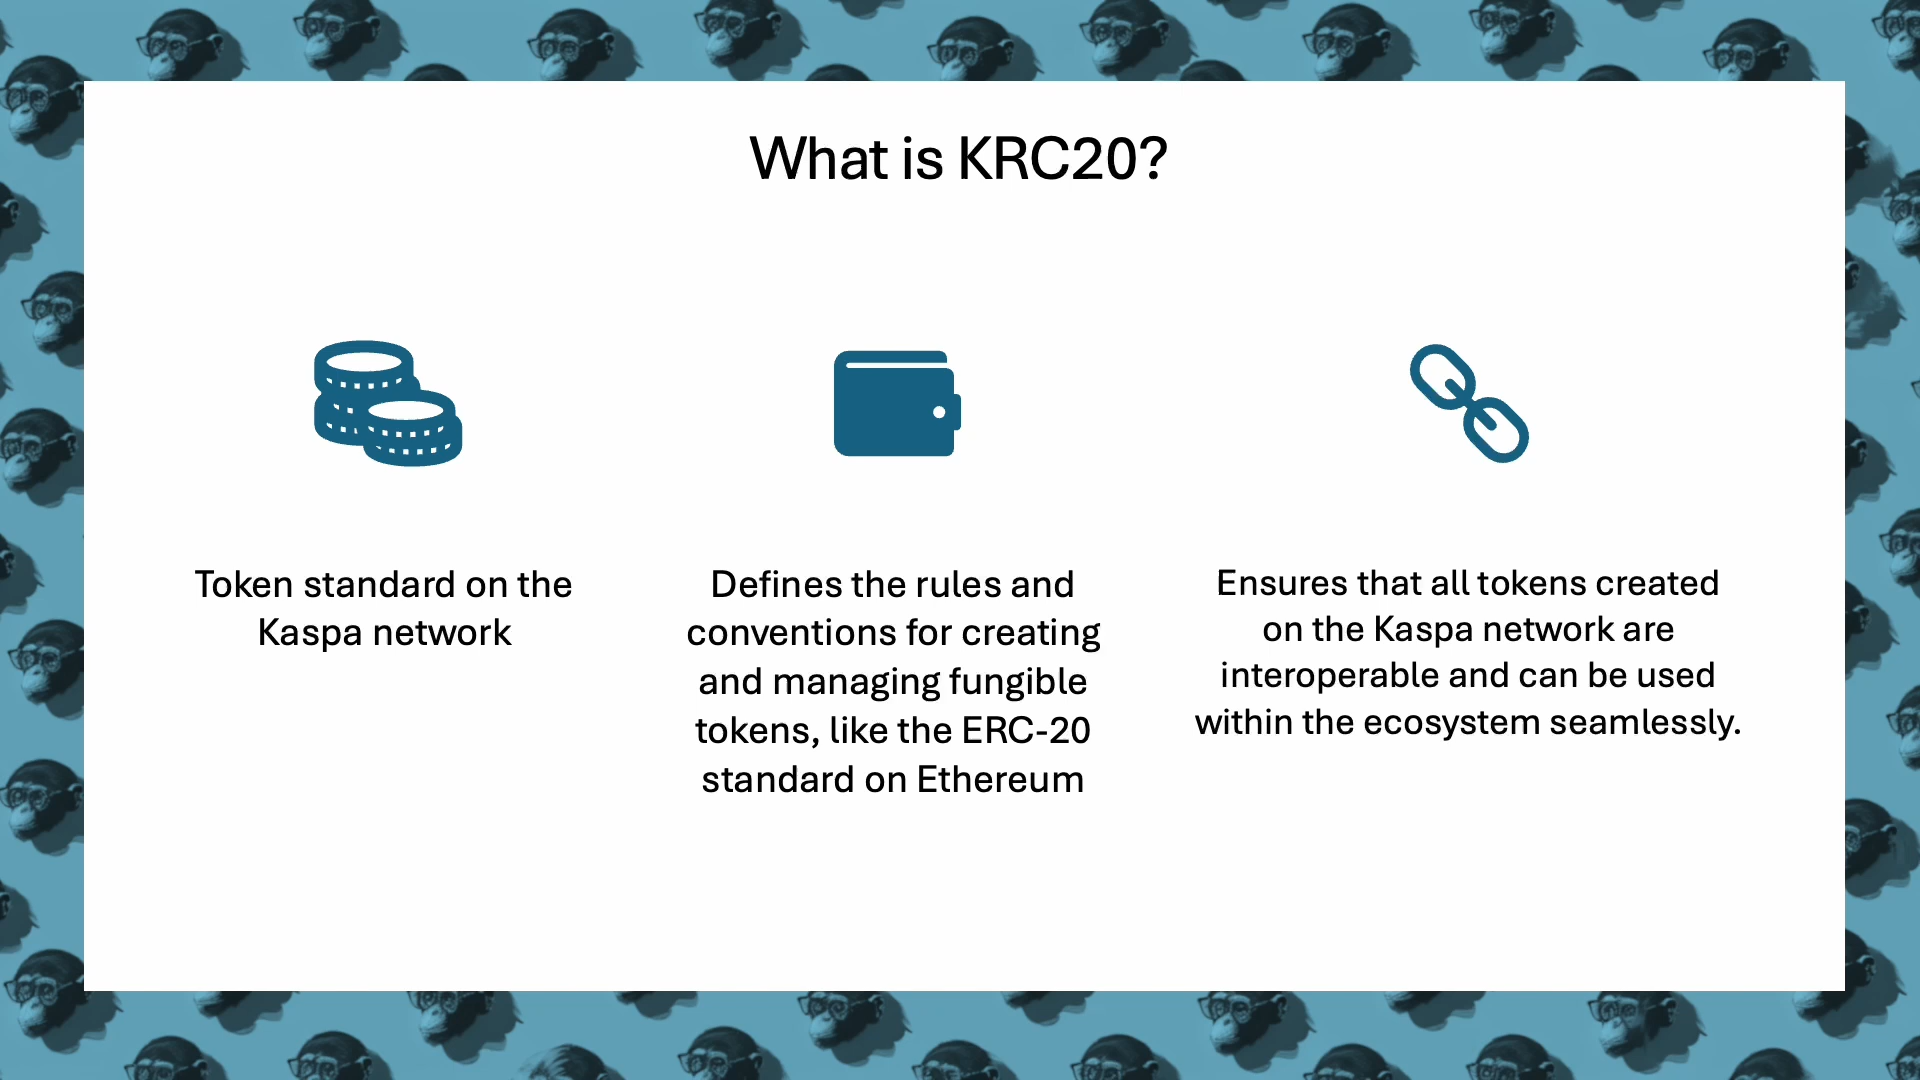 What is KRC20?
Token standard on the
Kaspa network
Defines the rules and
conventions for creating
and managing fungible
tokens, like the ERC-20
standard on Ethereum
Ensures that all tokens created
on the Kaspa network are
interoperable and can be used
within the ecosystem seamlessly.